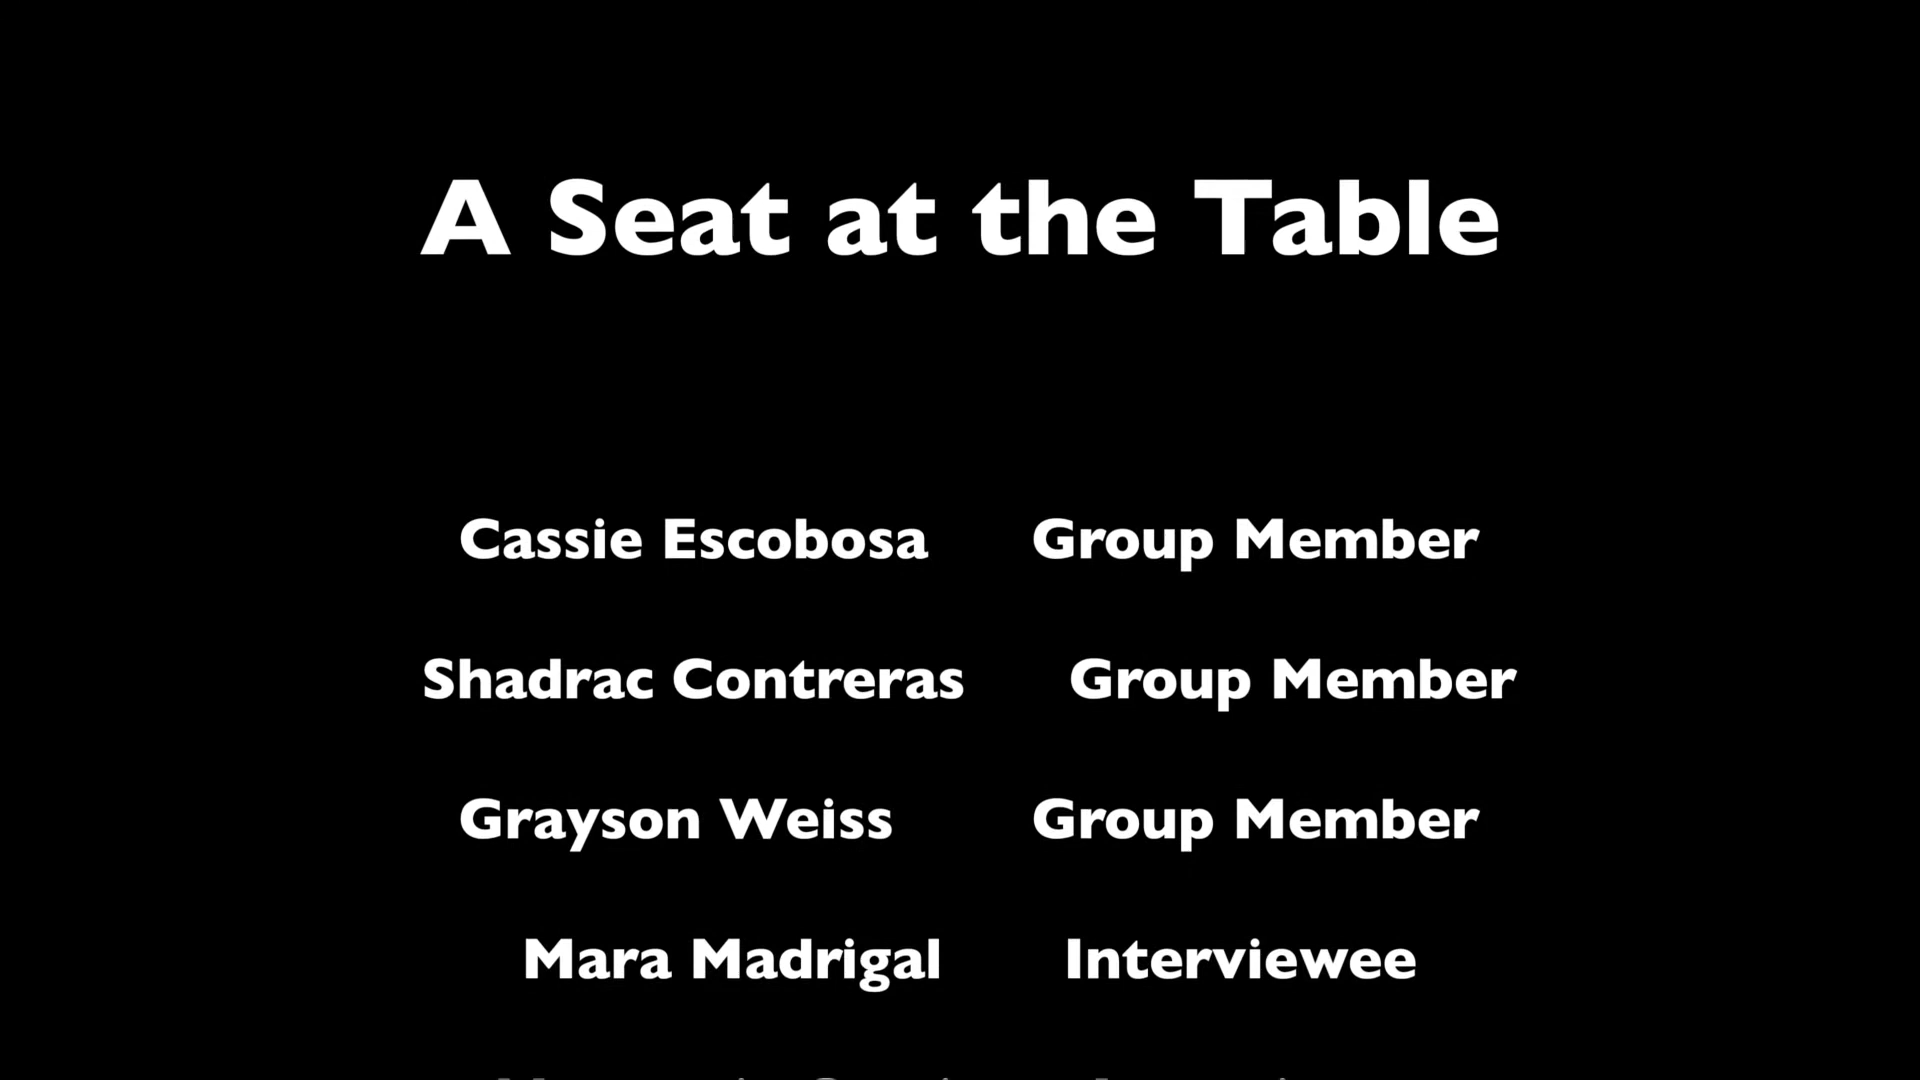 A Seat at the Table
Cassie Escobosa Group Member
Shadrac Contreras Group Member
Grayson Weiss Group Member
Mara Madrigal Interviewee